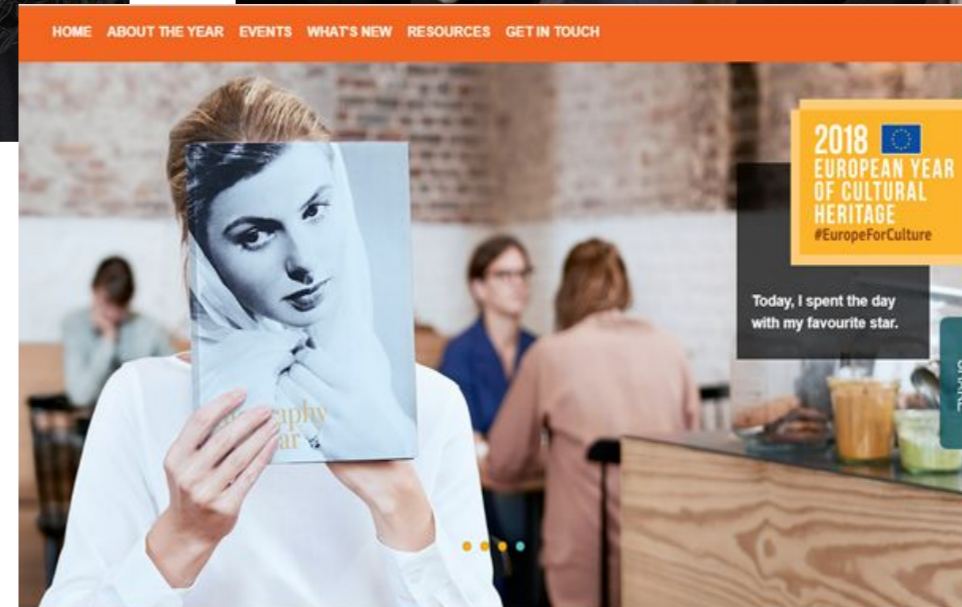 HOME ABOUT THE YEAR EVENTS WHAT'S NEW RESOURCES GET IN TOUCH
2018
EUROPEAN YEAR
OF CULTURAL
HERITAGE
#EuropeForCulture
Today, I spent the day
with my favourite star.
SHARE